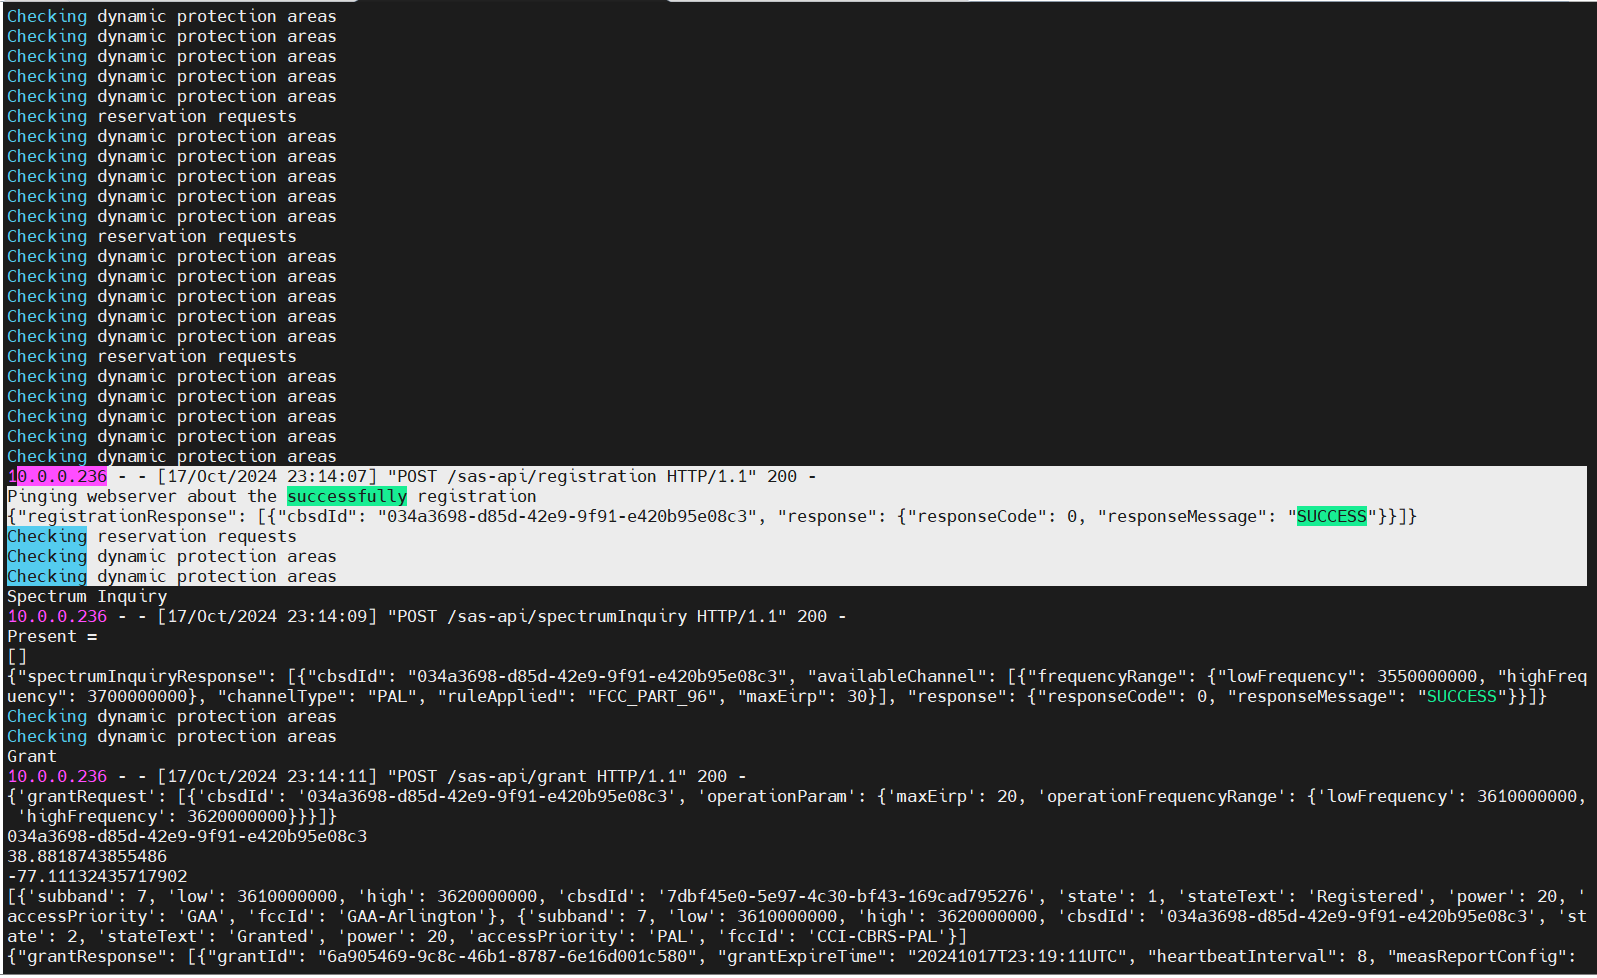 Checking dynamic protection areas
Checking dynamic protection areas
Checking dynamic protection areas
Checking dynamic protection areas
Checking dynamic protection areas
Checking reservation requests
Checking dynamic protection areas
Checking dynamic protection areas
Checking dynamic protection areas
Checking dynamic protection areas
Checking dynamic protection areas
Checking reservation requests
Checking dynamic protection areas
Checking dynamic protection areas
Checking dynamic protection areas
Checking dynamic protection areas
Checking dynamic protection areas
Checking reservation requests
Checking dynamic protection areas
Checking dynamic protection areas
Checking dynamic protection areas
Checking dynamic protection areas
Checking dynamic protection areas
10.0.0.236 - - [17/Oct/2024 23:14:07] "POST /sas-api/registration HTTP/1.1" 200 -
Pinging webserver about the successfully registration
{"registrationResponse": [{"cbsdId": "034a3698-d85d-42e9-9f91-e420b95e08c3", "response": {"responseCode": 0, "responseMessage": "SUCCESS"}}]}
Checking reservation requests
Checking dynamic protection areas
Checking dynamic protection areas
Spectrum Inquiry
10.0.0.236 - - [17/Oct/2024 23:14:09] "POST /sas-api/spectrumInquiry HTTP/1.1" 200 -
Present =
[]
{"spectrumInquiryResponse": [{"cbsdId": "034a3698-d85d-42e9-9f91-e420b95e08c3", "availableChannel": [{"frequencyRange": {"lowFrequency": 3550000000, "highFreq
uency": 3700000000}, "channelType": "PAL", "ruleApplied": "FCC_PART_96", "maxEirp": 30}], "response": {"responseCode": 0, "responseMessage": "SUCCESS"}}]}
Checking dynamic protection areas
Checking dynamic protection areas
Grant
10.0.0.236 - - [17/Oct/2024 23:14:11] "POST /sas-api/grant HTTP/1.1" 200 -
{'grantRequest': [{'cbsdId': '034a3698-d85d-42e9-9f91-e420b95e08c3', 'operationParam': {'maxEirp': 20, 'operationFrequencyRange': {'lowFrequency': 3610000000,
 'highFrequency': 3620000000}}}]}
034a3698-d85d-42e9-9f91-e420b95e08c3
38.8818743855486
-77.11132435717902
[{'subband': 7, 'low': 3610000000, 'high': 3620000000, 'cbsdId': '7dbf45e0-5e97-4c30-bf43-169cad795276', 'state': 1, 'stateText': 'Registered', 'power': 20, '
accessPriority': 'GAA', 'fccId': 'GAA-Arlington'}, {'subband': 7, 'low': 3610000000, 'high': 3620000000, 'cbsdId': '034a3698-d85d-42e9-9f91-e420b95e08c3', 'st
ate': 2, 'stateText': 'Granted', 'power': 20, 'accessPriority': 'PAL', 'fccId': 'CCI-CBRS-PAL'}]
{"grantResponse": [{"grantId": "6a905469-9c8c-46b1-8787-6e16d001c580", "grantExpireTime": "20241017T23:19:11UTC", "heartbeatInterval": 8, "measReportConfig":